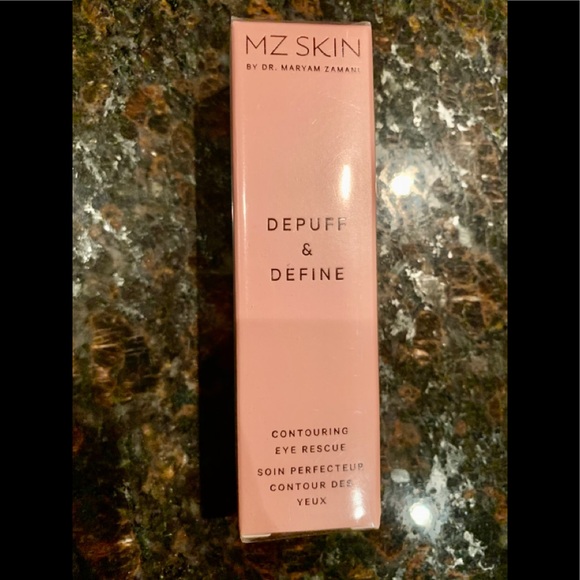 MZ SKIN
BY DR. MARYAM ZAMANI
DEPUFF
&
DEFINE
CONTOURING
EYE RESCUE
SOIN PERFECTEUR
CONTOUR DES
YEUX